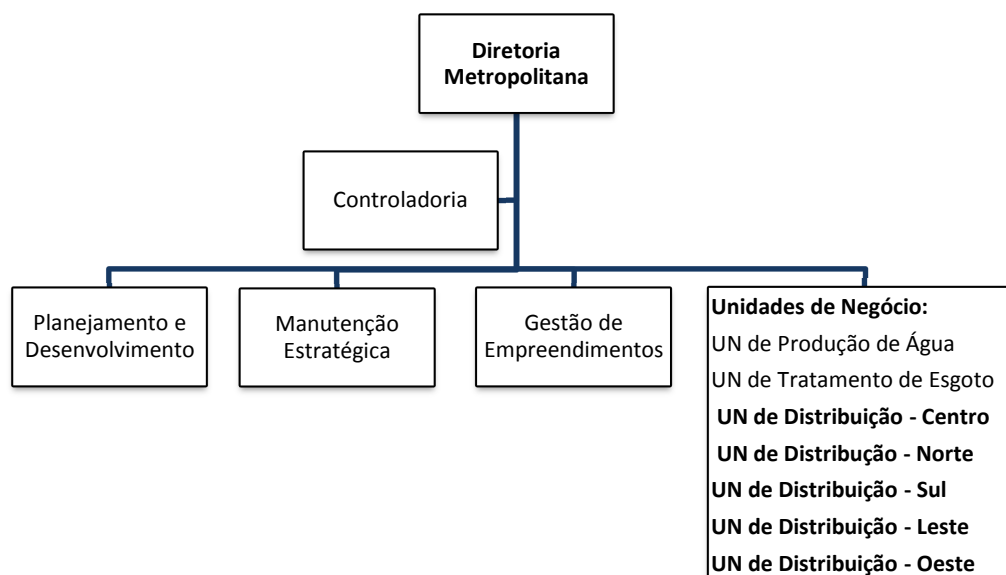 Diretoria
Metropolitana
Controladoria
Planejamento e
Desenvolvimento
Manutenção
Estratégica
Gestão de
Empreendimentos
Unidades de Negócio:
UN de Produção de Água
UN de Tratamento de Esgoto
UN de Distribuição - Centro
UN de Distribução - Norte
UN de Distribuição - Sul
UN de Distribuição - Leste
UN de Distribuição - Oeste